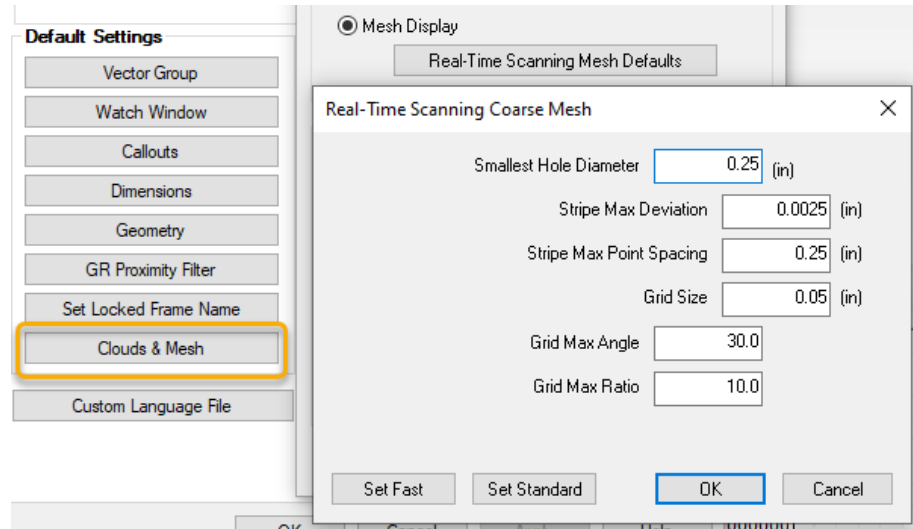 Default Settings
Vector Group
Watch Window
Callouts
Dimensions
Geometry
GR Proximity Filter
Set Locked Frame Name
Clouds & Mesh
Custom Language File
Mesh Display
Real-Time Scanning Mesh Defaults
Real-Time Scanning Coarse Mesh
Smallest Hole Diameter 0.25 (in)
Stripe Max Deviation 0.0025 (in)
Stripe Max Point Spacing 0.25 (in)
Grid Size 0.05 (in)
Grid Max Angle 30.0
Grid Max Ratio 10.0
Set Fast Set Standard OK Cancel